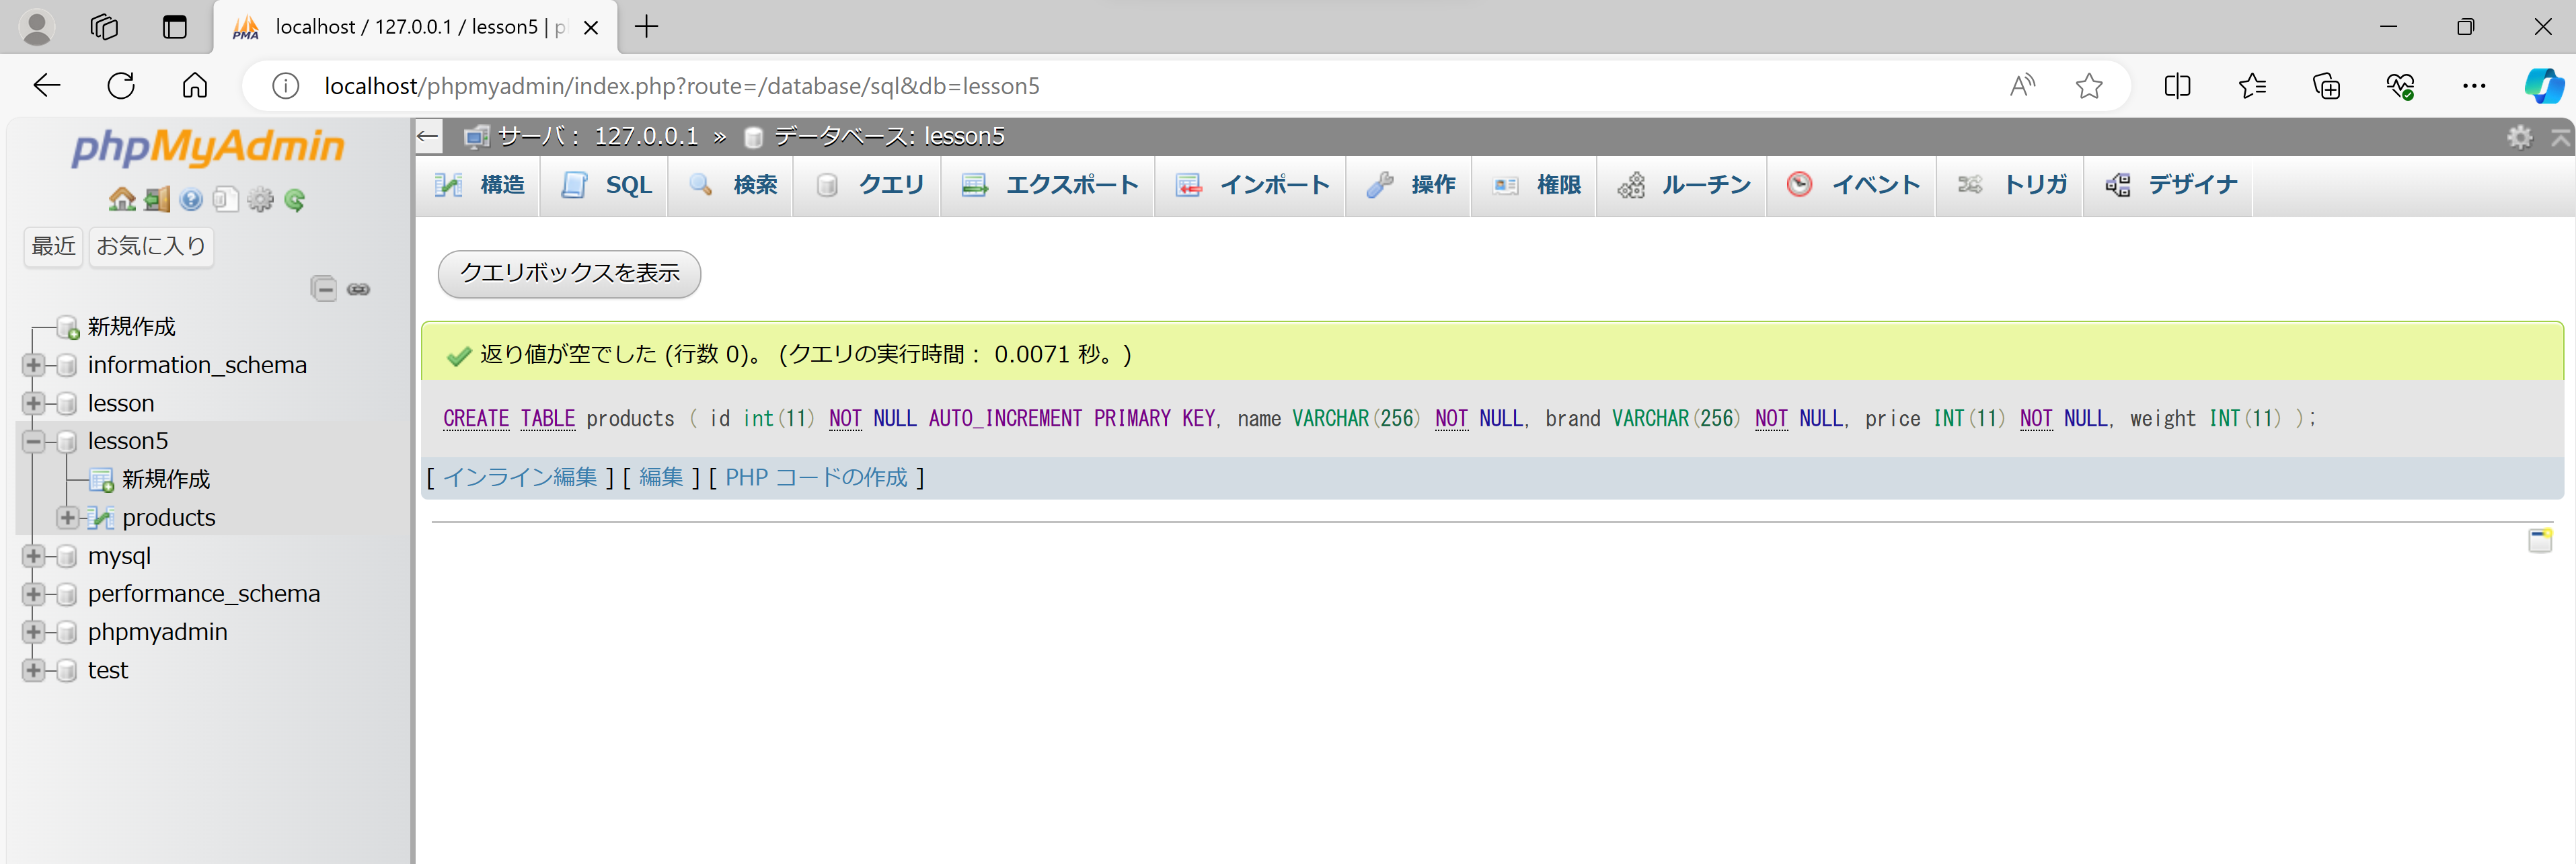 localhost / 127.0.0.1 / lesson5 | p
localhost/phpmyadmin/index.php?route=/database/sql&db=lesson5
phpMyAdmin
最近 お気に入り
新規作成
information_schema
lesson
lesson5
新規作成
products
mysql
performance_schema
phpmyadmin
test
サーバ： 127.0.0.1 » データベース: lesson5
構造 SQL 検索 クエリ エクスポート インポート 操作 権限 ルーチン イベント トリガ デザイナ
クエリボックスを表示
返り値が空でした (行数 0)。 (クエリの実行時間： 0.0071 秒。)
CREATE TABLE products ( id int(11) NOT NULL AUTO_INCREMENT PRIMARY KEY, name VARCHAR(256) NOT NULL, brand VARCHAR(256) NOT NULL, price INT(11) NOT NULL, weight INT(11) );
[ インライン編集 ] [ 編集 ] [ PHP コードの作成 ]